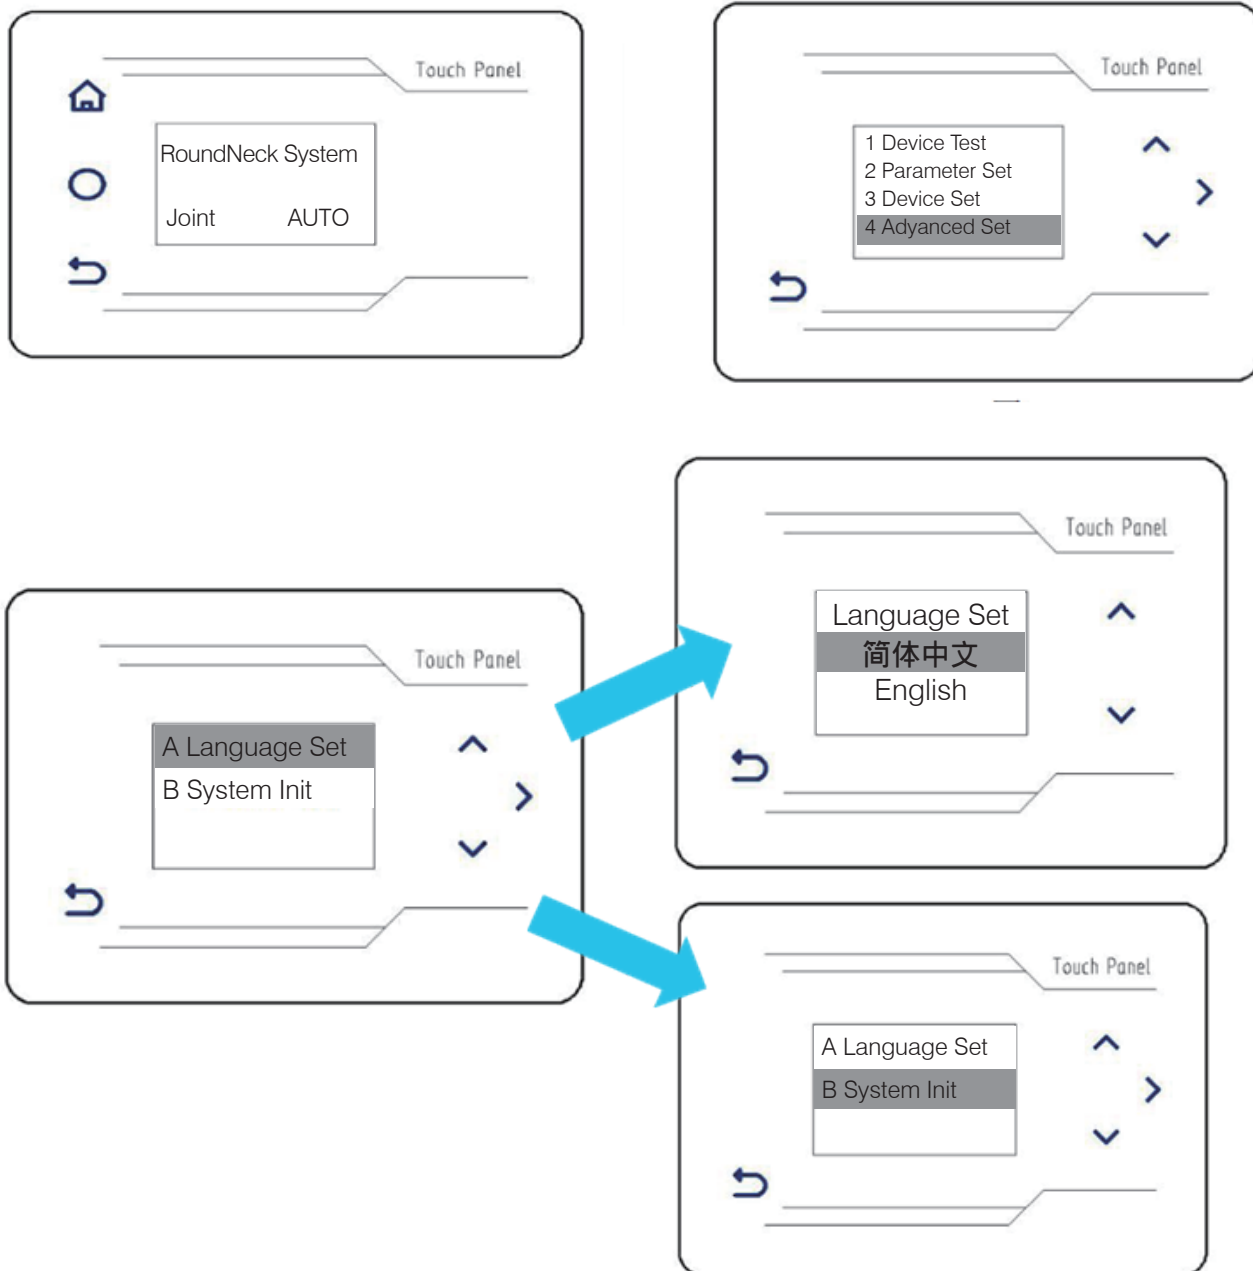 Touch Panel
RoundNeck System
Joint AUTO
Touch Panel
1 Device Test
2 Parameter Set
3 Device Set
4 Adyanced Set
Touch Panel
A Language Set
B System Init
Touch Panel
Language Set
简体中文
English
Touch Panel
A Language Set
B System Init